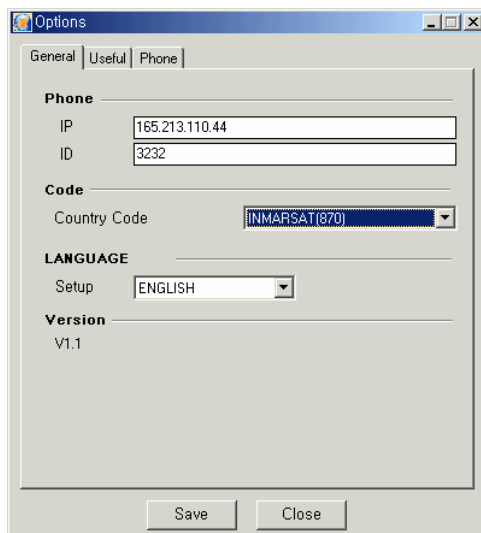 Options
General Useful Phone
Phone
IP 165.213.110.44
ID 3232
Code
Country Code INMARSAT(870)
LANGUAGE
Setup ENGLISH
Version
V1.1
Save Close